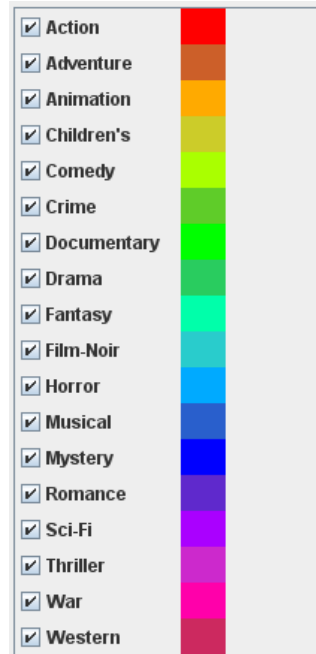 Action
Adventure
Animation
Children's
Comedy
Crime
Documentary
Drama
Fantasy
Film-Noir
Horror
Musical
Mystery
Romance
Sci-Fi
Thriller
War
Western